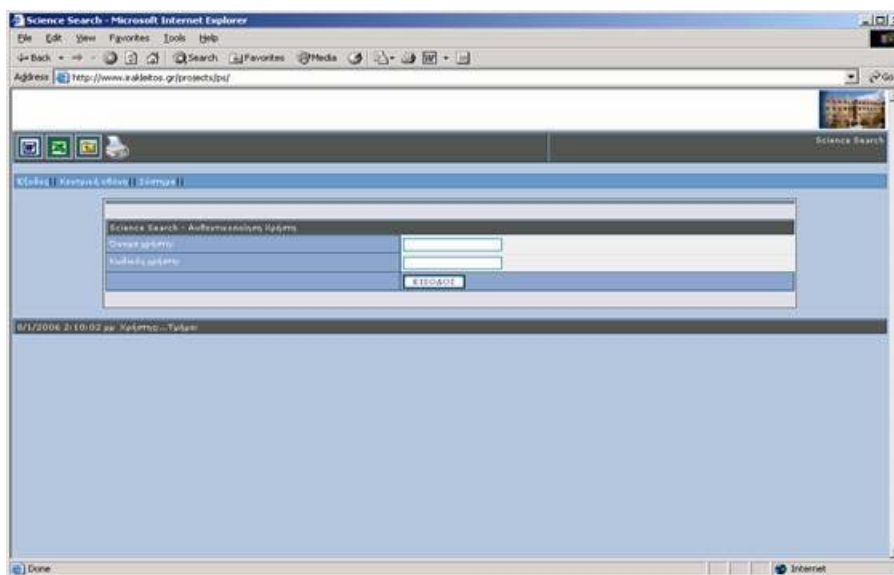 Science Search - Microsoft Internet Explorer
File Edit View Favorites Tools Help
Back Search Favorites Media
Address http://www.irakleitos.gr/projects/ps/ Go
Science Search
Έξοδος|| Κεντρική οθόνη|| Σύστημα||
Science Search - Αυθεντικοποίηση Χρήστη
Όνομα χρήστη:
Κωδικός χρήστη:
ΕΙΣΟΔΟΣ
8/1/2006 2:10:02 μμ Χρήστης:...Τμήμα:
Done Internet